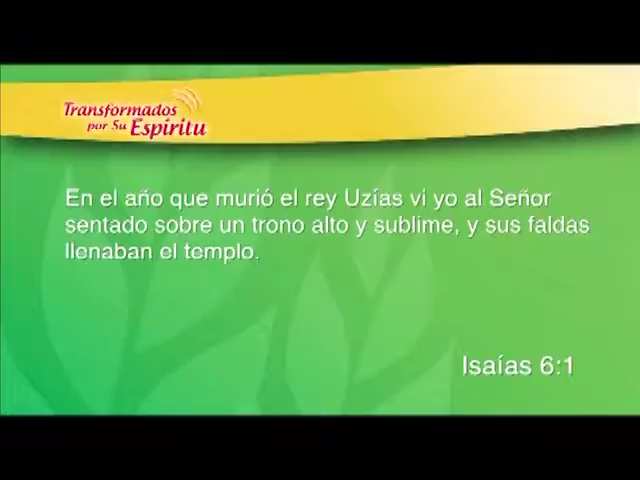 Transformados
por Su Espíritu
En el año que murió el rey Uzías vi yo al Señor
sentado sobre un trono alto y sublime, y sus faldas
llenaban el templo.
Isaías 6:1